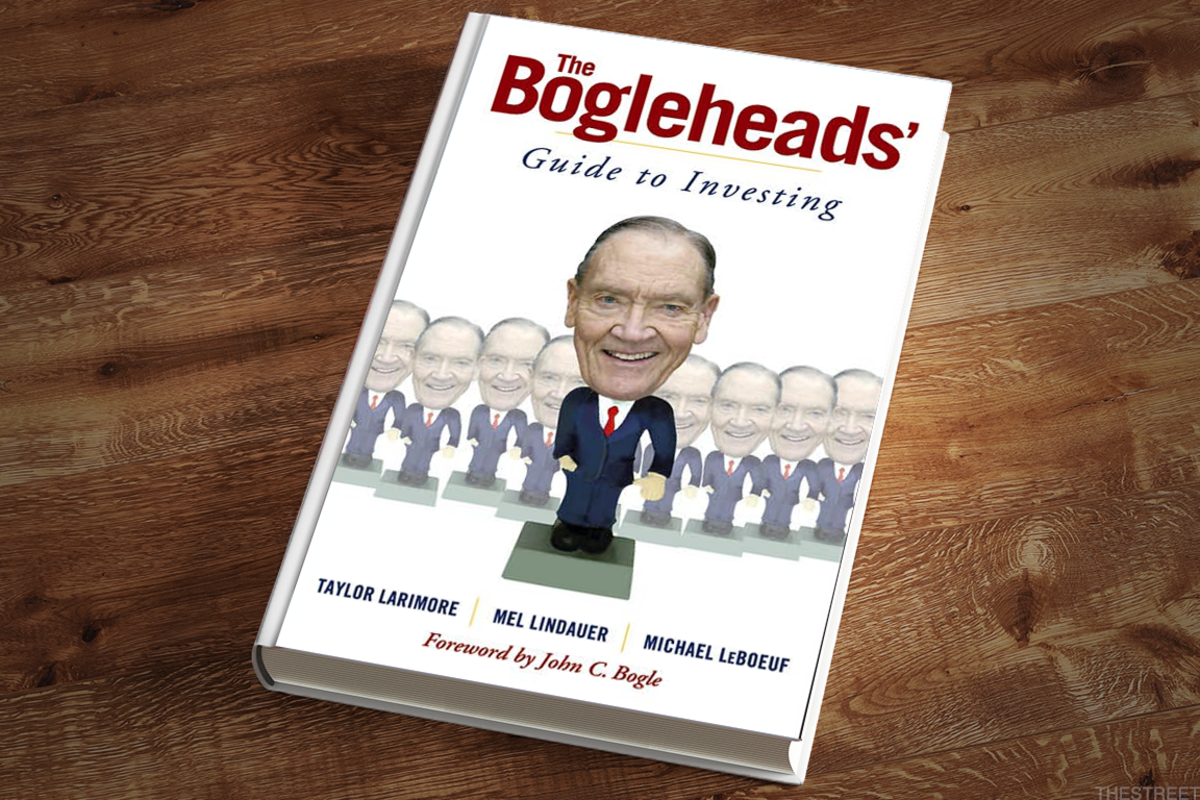 The
Bogleheads'
Guide to Investing
TAYLOR LARIMORE | MEL LINDAUER | MICHAEL LEBOEUF
Foreword by John C. Bogle
THESTREET